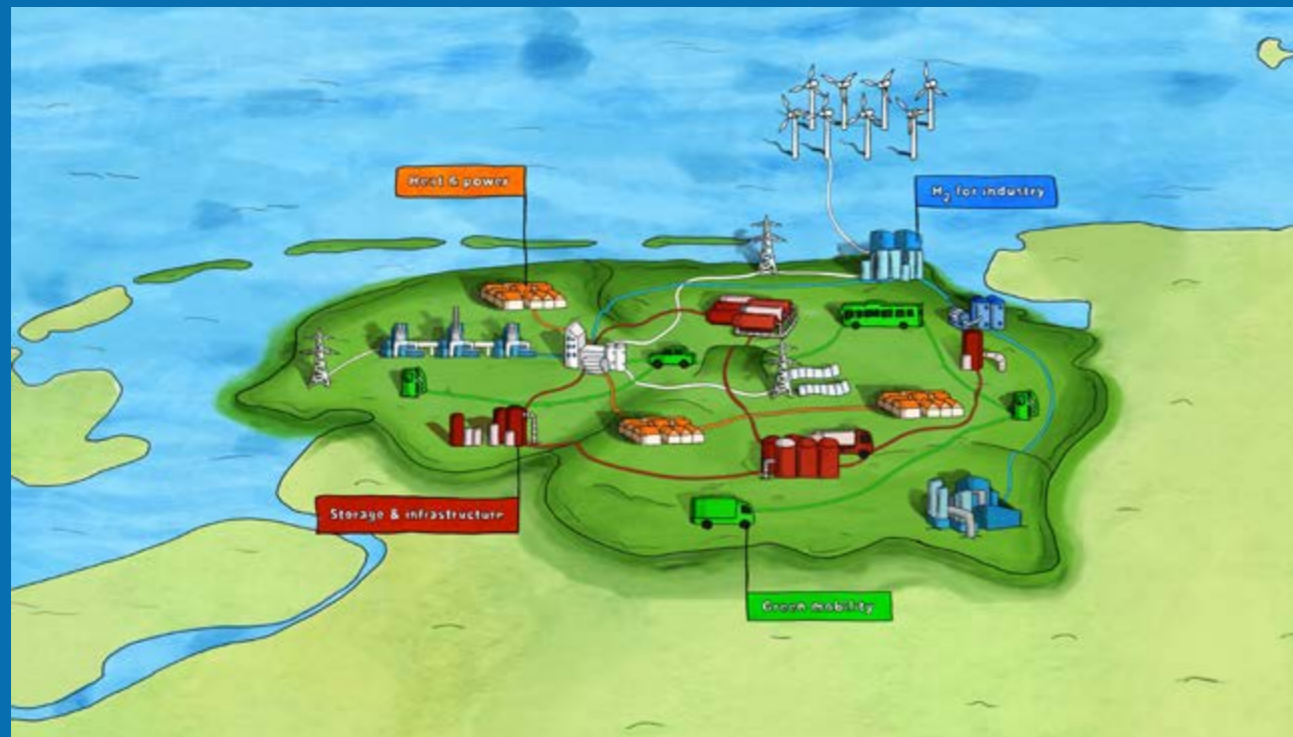 Heat & power
H₂ for industry
Storage & infrastructure
Green mobility